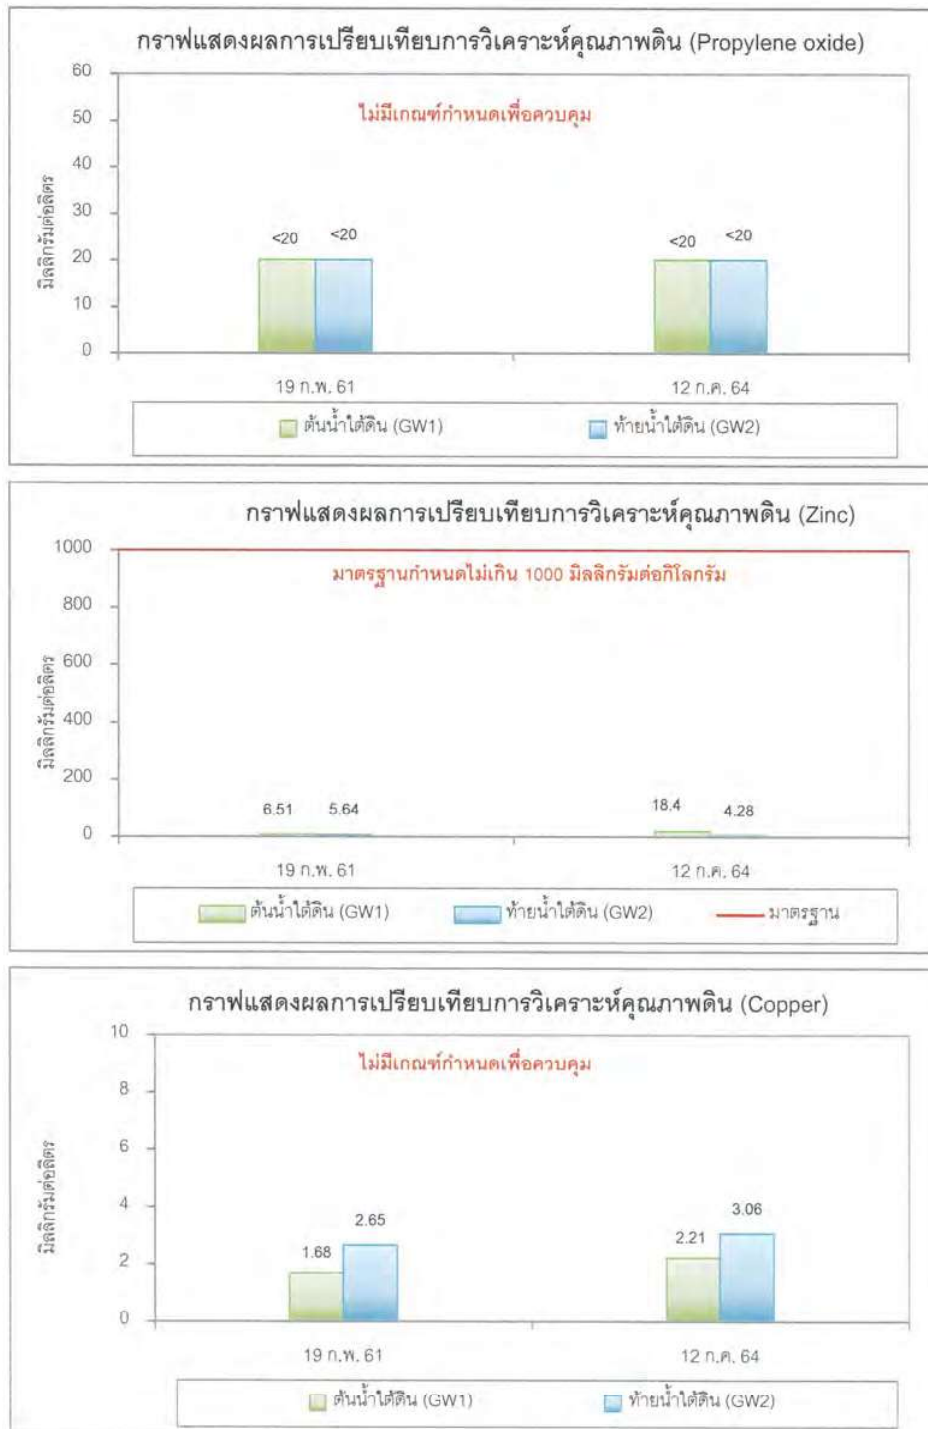 กราฟแสดงผลการเปรียบเทียบการวิเคราะห์คุณภาพดิน (Propylene oxide)
60
ไม่มีเกณฑ์กำหนดเพื่อควบคุม
50
40
มิลลิกรัมต่อลิตร
30
<20 <20 <20 <20
20
10
0
19 ก.พ. 61 12 ก.ค. 64
ต้นน้ำใต้ดิน (GW1) ท้ายน้ำใต้ดิน (GW2)
กราฟแสดงผลการเปรียบเทียบการวิเคราะห์คุณภาพดิน (Zinc)
1000
มาตรฐานกำหนดไม่เกิน 1000 มิลลิกรัมต่อกิโลกรัม
800
มิลลิกรัมต่อลิตร
600
400
200
6.51 5.64 18.4 4.28
0
19 ก.พ. 61 12 ก.ค. 64
ต้นน้ำใต้ดิน (GW1) ท้ายน้ำใต้ดิน (GW2) มาตรฐาน
กราฟแสดงผลการเปรียบเทียบการวิเคราะห์คุณภาพดิน (Copper)
10
ไม่มีเกณฑ์กำหนดเพื่อควบคุม
8
มิลลิกรัมต่อลิตร
6
4
1.68 2.65 2.21 3.06
2
0
19 ก.พ. 61 12 ก.ค. 64
ต้นน้ำใต้ดิน (GW1) ท้ายน้ำใต้ดิน (GW2)